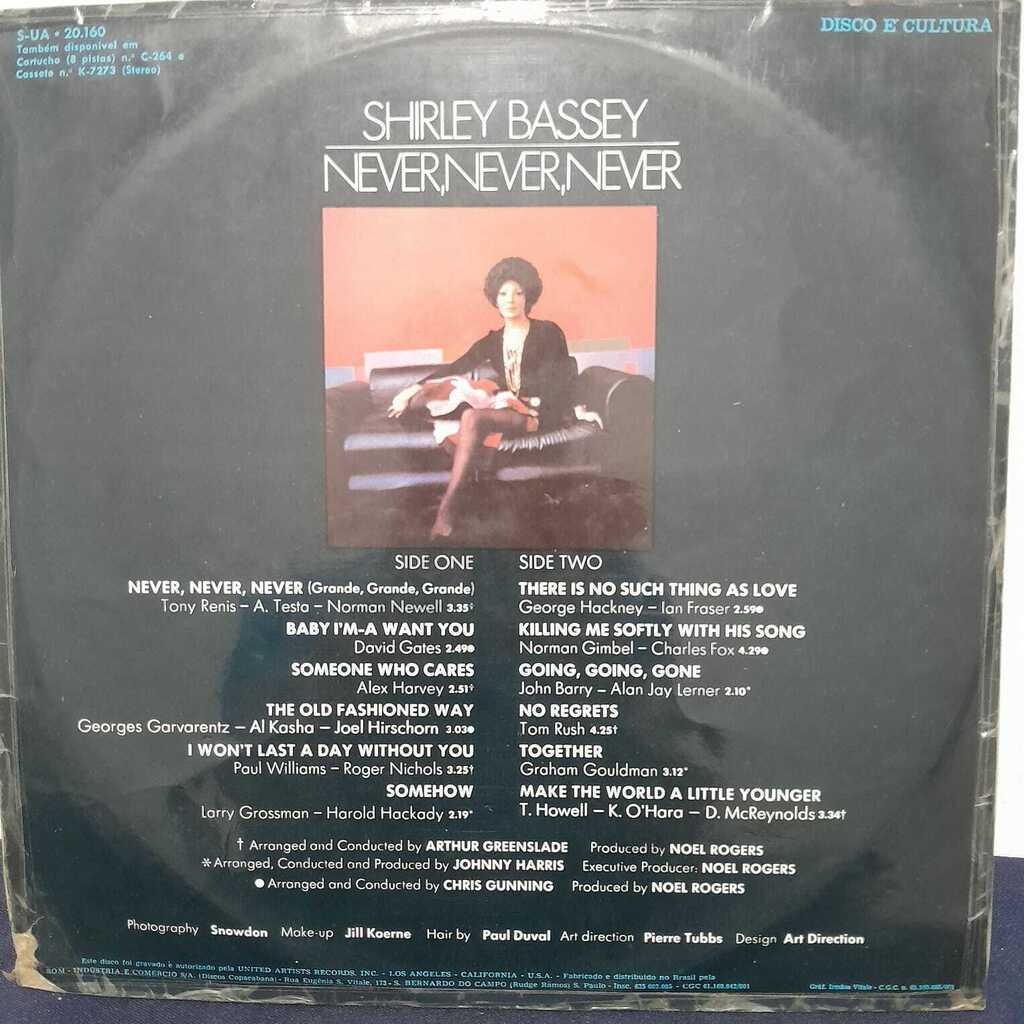 S-UA • 20.160
Também disponível em
Cartucho (8 pistas) n.º C-264 e
Cassete n.º K-7273 (Stereo)
DISCO E CULTURA
SHIRLEY BASSEY
NEVER, NEVER, NEVER
SIDE ONE
NEVER, NEVER, NEVER (Grande, Grande, Grande)
Tony Renis – A. Testa – Norman Newell 3.35†
BABY I'M-A WANT YOU
David Gates 2.49●
SOMEONE WHO CARES
Alex Harvey 2.51†
THE OLD FASHIONED WAY
Georges Garvarentz – Al Kasha – Joel Hirschorn 3.03●
I WON'T LAST A DAY WITHOUT YOU
Paul Williams – Roger Nichols 3.25†
SOMEHOW
Larry Grossman – Harold Hackady 2.19*
SIDE TWO
THERE IS NO SUCH THING AS LOVE
George Hackney – Ian Fraser 2.59●
KILLING ME SOFTLY WITH HIS SONG
Norman Gimbel – Charles Fox 4.29●
GOING, GOING, GONE
John Barry – Alan Jay Lerner 2.10*
NO REGRETS
Tom Rush 4.25†
TOGETHER
Graham Gouldman 3.12*
MAKE THE WORLD A LITTLE YOUNGER
T. Howell – K. O'Hara – D. McReynolds 3.34†
† Arranged and Conducted by ARTHUR GREENSLADE Produced by NOEL ROGERS
* Arranged, Conducted and Produced by JOHNNY HARRIS Executive Producer: NOEL ROGERS
● Arranged and Conducted by CHRIS GUNNING Produced by NOEL ROGERS
Photography Snowdon Make-up Jill Koerne Hair by Paul Duval Art direction Pierre Tubbs Design Art Direction
Este disco foi gravado e autorizado pela UNITED ARTISTS RECORDS, INC. - LOS ANGELES - CALIFORNIA - U.S.A. - Fabricado e distribuído no Brasil pela
SOM - INDÚSTRIA E COMÉRCIO S/A. (Discos Copacabana) - Rua Eugênia S. Vitale, 173 - S. BERNARDO DO CAMPO (Rudge Ramos) S. Paulo - Insc.
Gráf. Irmãos Vitale - C.G.C. n.